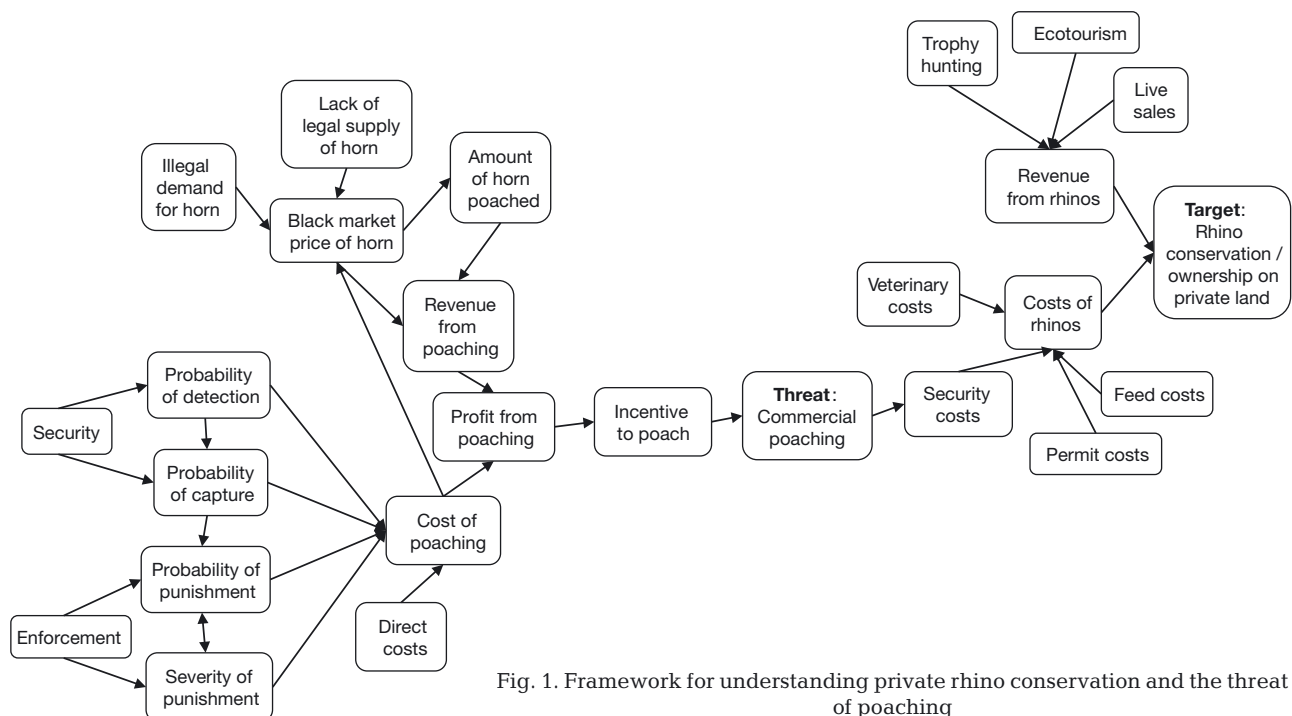 Trophy
hunting
Ecotourism
Live
sales
Lack of
legal supply
of horn
Illegal
demand
for horn
Amount
of horn
poached
Black market
price of horn
Revenue
from rhinos
Target:
Rhino
conservation /
ownership on
private land
Revenue
from
poaching
Veterinary
costs
Costs of
rhinos
Probability
of detection
Security
Probability
of capture
Profit from
poaching
Incentive
to poach
Threat:
Commercial
poaching
Security
costs
Feed costs
Permit costs
Cost of
poaching
Probability of
punishment
Enforcement
Severity of
punishment
Direct
costs
Fig. 1. Framework for understanding private rhino conservation and the threat
of poaching